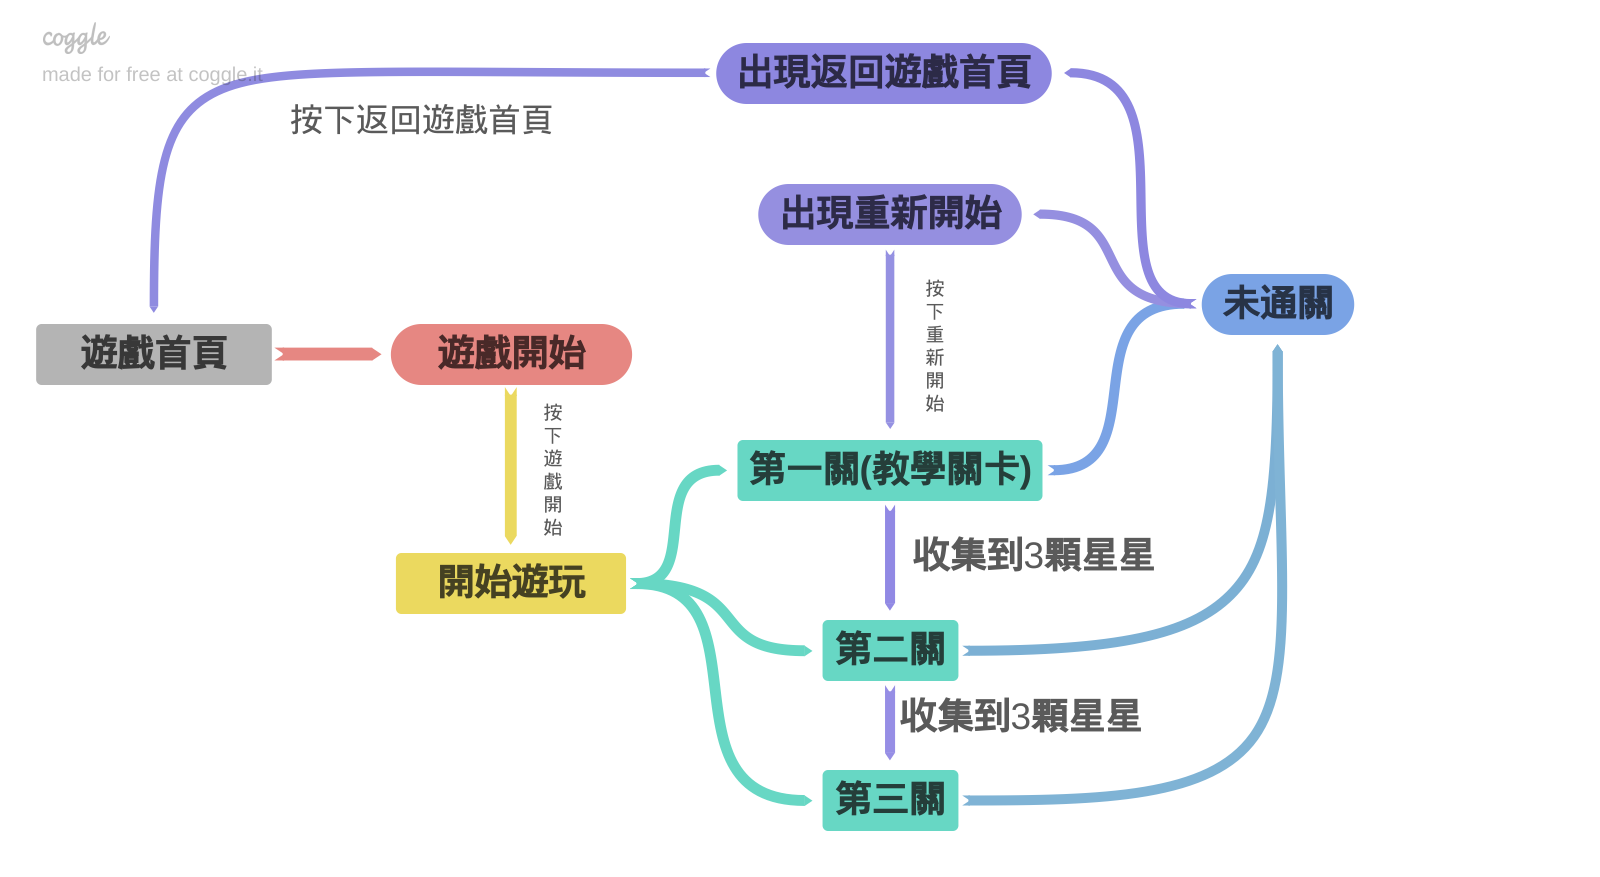 coggle
made for free at coggle.it
出現返回遊戲首頁
按下返回遊戲首頁
出現重新開始
未通關
按下重新開始
遊戲首頁
遊戲開始
按下遊戲開始
第一關(教學關卡)
收集到3顆星星
開始遊玩
第二關
收集到3顆星星
第三關